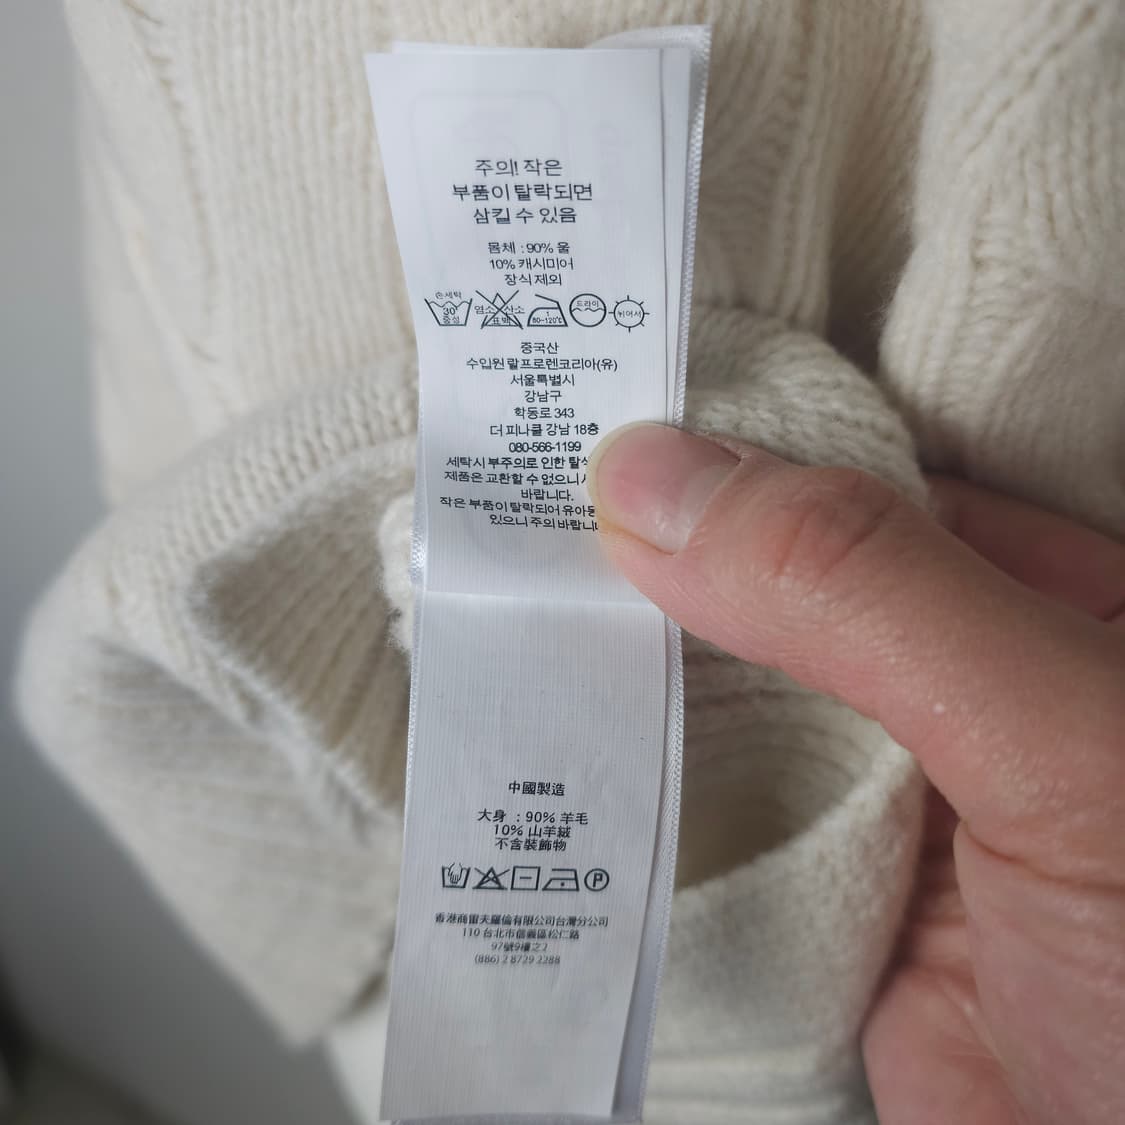 주의! 작은
부품이 탈락되면
삼킬 수 있음
몸체 : 90% 울
10% 캐시미어
장식 제외
손세탁
30°
중성
염소 산소
표백
1
80-120℃
드라이
뉘어서
중국산
수입원 랄프로렌코리아(유)
서울특별시
강남구
학동로 343
더 피나클 강남 18층
080-566-1199
세탁시 부주의로 인한
제품은 교환할 수 없으니
바랍니다.
작은 부품이 탈락되어
있으니 주의
中國製造
大身 : 90% 羊毛
10% 山羊絨
不含裝飾物
P
香港商雷夫羅倫有限公司台灣分公司
110 台北市信義區松仁路
97號9樓之2
(886) 2 8729 2288